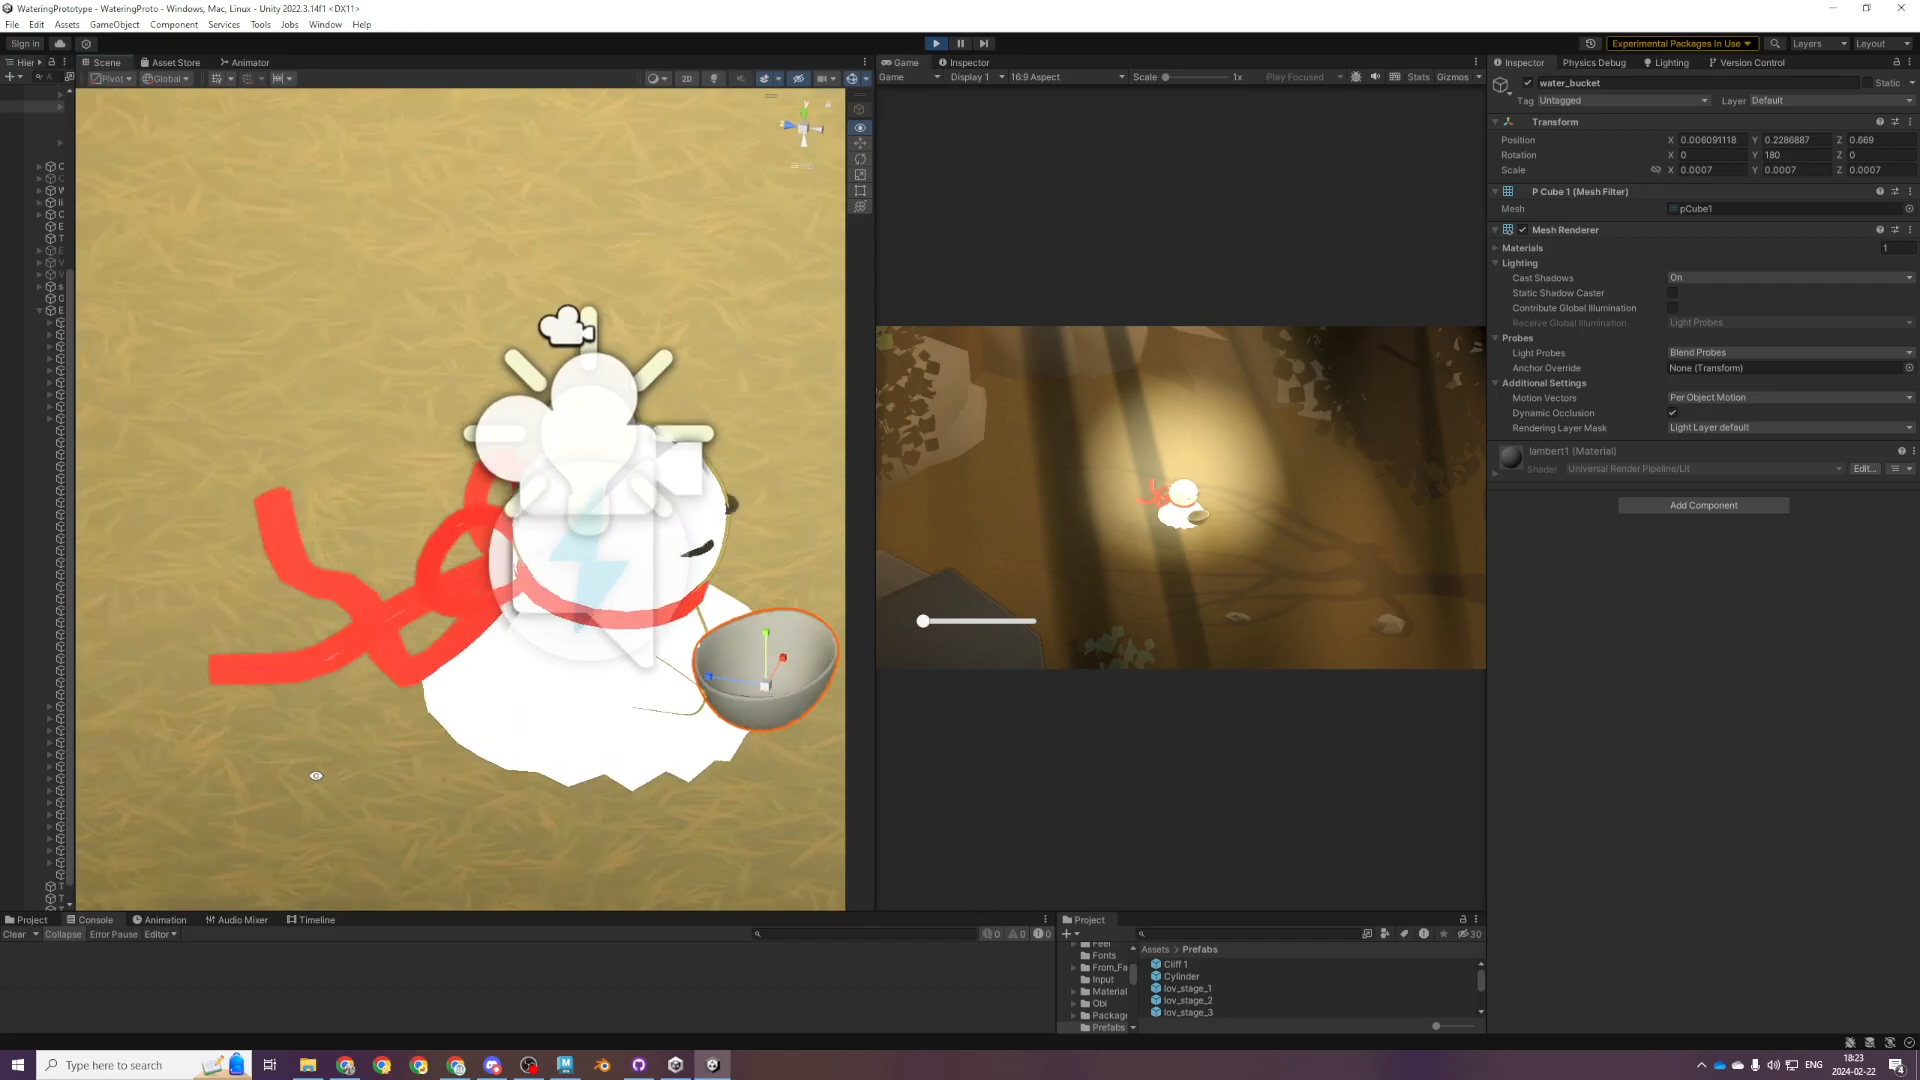 WateringPrototype - WateringProto - Windows, Mac, Linux - Unity 2022.3.14f1 <DX11>
File Edit Assets GameObject Component Services Tools Jobs Window Help
Sign in
Experimental Packages In Use
Layers
Layout
Hier
Scene
Asset Store
Animator
Game
Inspector
Inspector
Physics Debug
Lighting
Version Control
Pivot
Global
2D
Game
Display 1
16:9 Aspect
Scale
1x
Play Focused
Stats
Gizmos
water_bucket
Static
Tag Untagged
Layer Default
Transform
Position X 0.006091118 Y 0.2286887 Z 0.669
Rotation X 0 Y 180 Z 0
Scale X 0.0007 Y 0.0007 Z 0.0007
P Cube 1 (Mesh Filter)
Mesh pCube1
Mesh Renderer
Materials 1
Lighting
Cast Shadows On
Static Shadow Caster
Contribute Global Illumination
Receive Global Illumination Light Probes
Probes
Light Probes Blend Probes
Anchor Override None (Transform)
Additional Settings
Motion Vectors Per Object Motion
Dynamic Occlusion
Rendering Layer Mask Light Layer default
lambert1 (Material)
Shader Universal Render Pipeline/Lit Edit...
Add Component
y
Project
Console
Animation
Audio Mixer
Timeline
Clear Collapse Error Pause Editor
0 0 0
Project
30
Feel
Fonts
From_Fa
Input
Material
Obi
Package
Prefabs
Assets > Prefabs
Cliff 1
Cylinder
lov_stage_1
lov_stage_2
lov_stage_3
Type here to search
ENG
18:23
2024-02-22
4